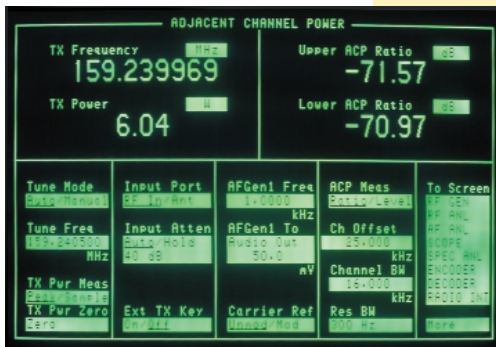 ADJACENT CHANNEL POWER
TX Frequency MHz
159.239969
TX Power W
6.04
Upper ACP Ratio dB
-71.57
Lower ACP Ratio dB
-70.97
Tune Mode
Auto/Manual
Tune Freq
159.240500
MHz
TX Pwr Meas
Peak/Sample
TX Pwr Zero
Zero
Input Port
RF In/Ant
Input Atten
Auto/Hold
40 dB
Ext TX Key
On/Off
AFGen1 Freq
1.0000
kHz
AFGen1 To
Audio Out
50.0
mV
Carrier Ref
Unmod/Mod
ACP Meas
Ratio/Level
Ch Offset
25.000
kHz
Channel BW
16.000
kHz
Res BW
300 Hz
To Screen
RF GEN
RF ANL
AF ANL
SCOPE
SPEC ANL
ENCODER
DECODER
RADIO INT
More